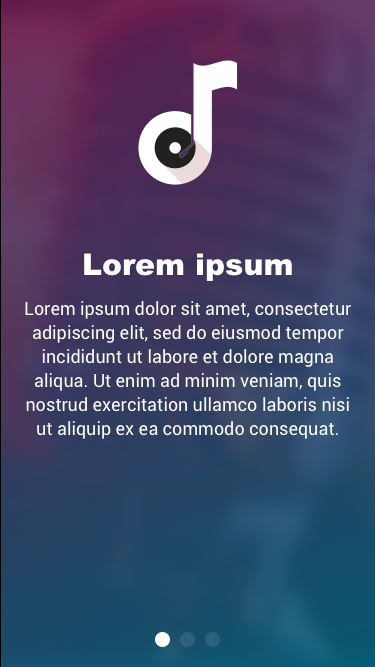 Lorem ipsum
Lorem ipsum dolor sit amet, consectetur
adipiscing elit, sed do eiusmod tempor
incididunt ut labore et dolore magna
aliqua. Ut enim ad minim veniam, quis
nostrud exercitation ullamco laboris nisi
ut aliquip ex ea commodo consequat.